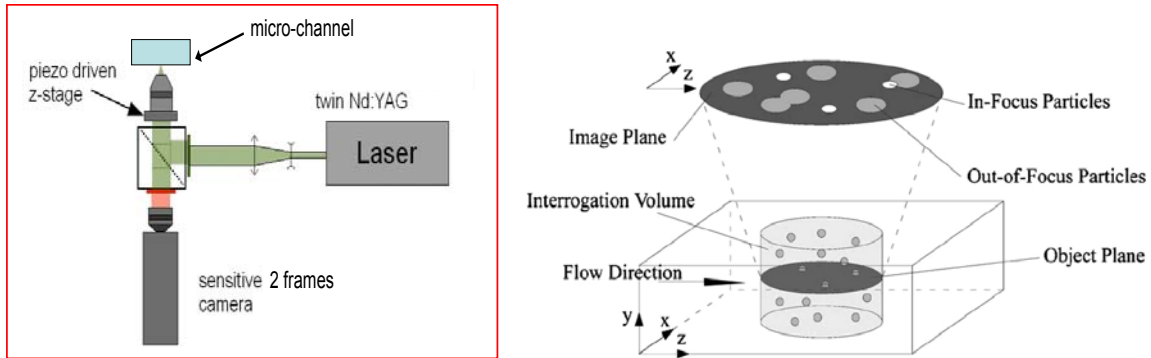 micro-channel
piezo driven
z-stage
twin Nd:YAG
Laser
sensitive 2 frames
camera
x
z
In-Focus Particles
Image Plane
Out-of-Focus Particles
Interrogation Volume
Object Plane
Flow Direction
y
x
z